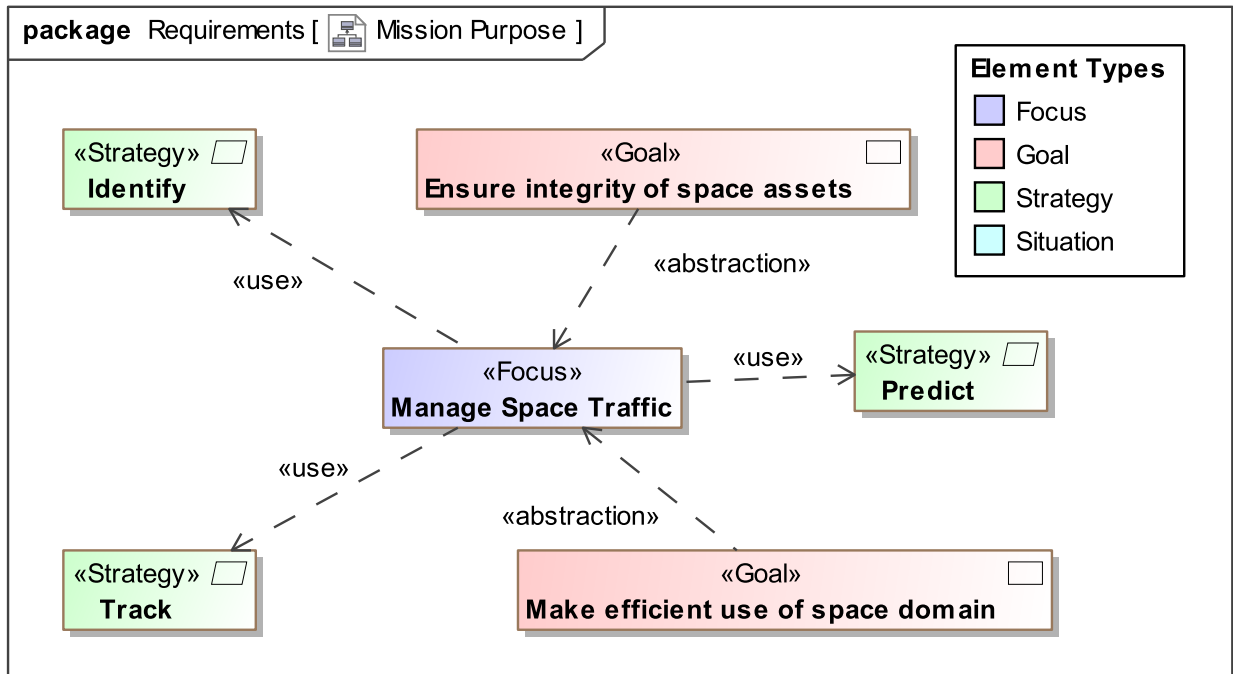 package Requirements [ Mission Purpose ]
Element Types
Focus
Goal
Strategy
Situation
«Strategy»
Identify
«Goal»
Ensure integrity of space assets
«use»
«abstraction»
«Focus»
Manage Space Traffic
«use»
«Strategy»
Predict
«use»
«abstraction»
«Strategy»
Track
«Goal»
Make efficient use of space domain